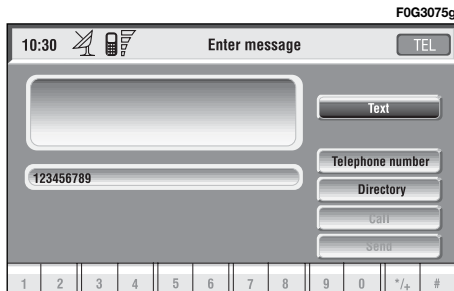 F0G3075g
10:30 Enter message TEL
Text
Telephone number
123456789
Directory
Call
Send
1 2 3 4 5 6 7 8 9 0 */+ #